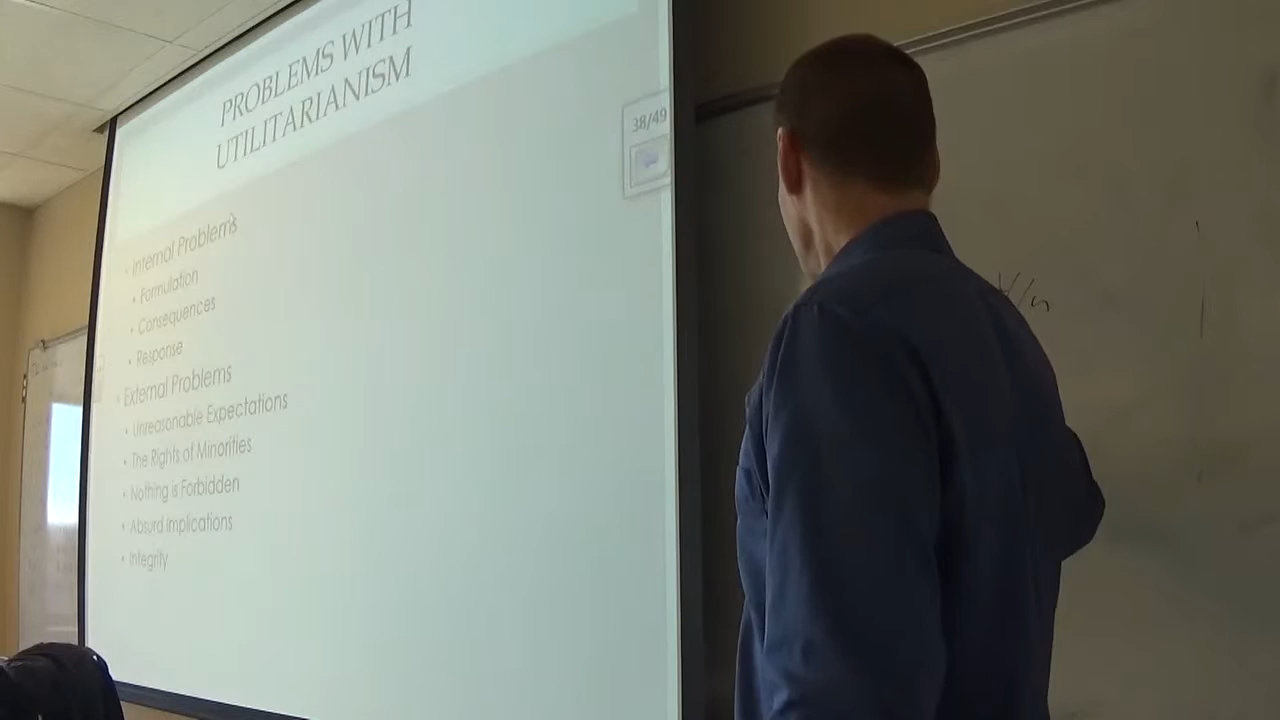 PROBLEMS WITH
UTILITARIANISM
38/49
• Internal Problems
• Formulation
• Consequences
• Response
• External Problems
• Unreasonable Expectations
• The Rights of Minorities
• Nothing is Forbidden
• Absurd Implications
• Integrity